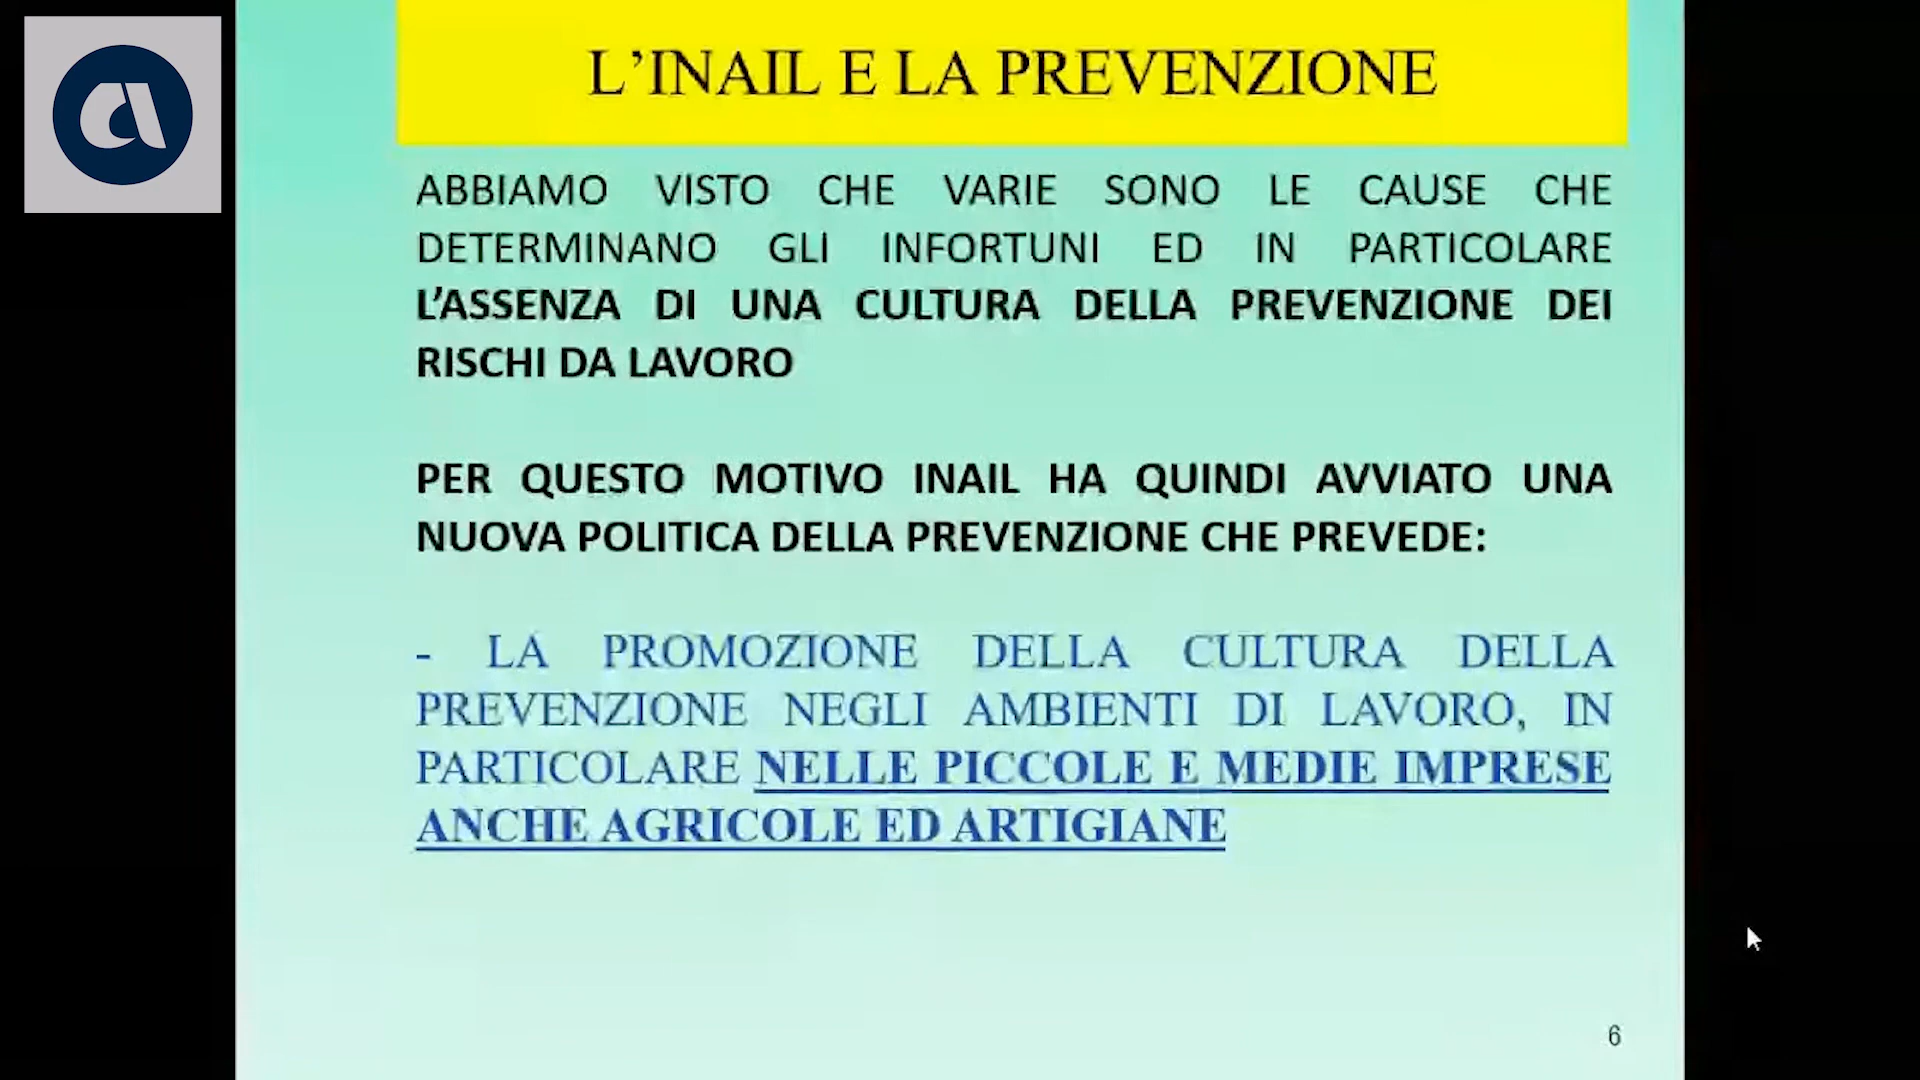 L’INAIL E LA PREVENZIONE
ABBIAMO VISTO CHE VARIE SONO LE CAUSE CHE
DETERMINANO GLI INFORTUNI ED IN PARTICOLARE
L’ASSENZA DI UNA CULTURA DELLA PREVENZIONE DEI
RISCHI DA LAVORO
PER QUESTO MOTIVO INAIL HA QUINDI AVVIATO UNA
NUOVA POLITICA DELLA PREVENZIONE CHE PREVEDE:
- LA PROMOZIONE DELLA CULTURA DELLA
PREVENZIONE NEGLI AMBIENTI DI LAVORO, IN
PARTICOLARE NELLE PICCOLE E MEDIE IMPRESE
ANCHE AGRICOLE ED ARTIGIANE
6